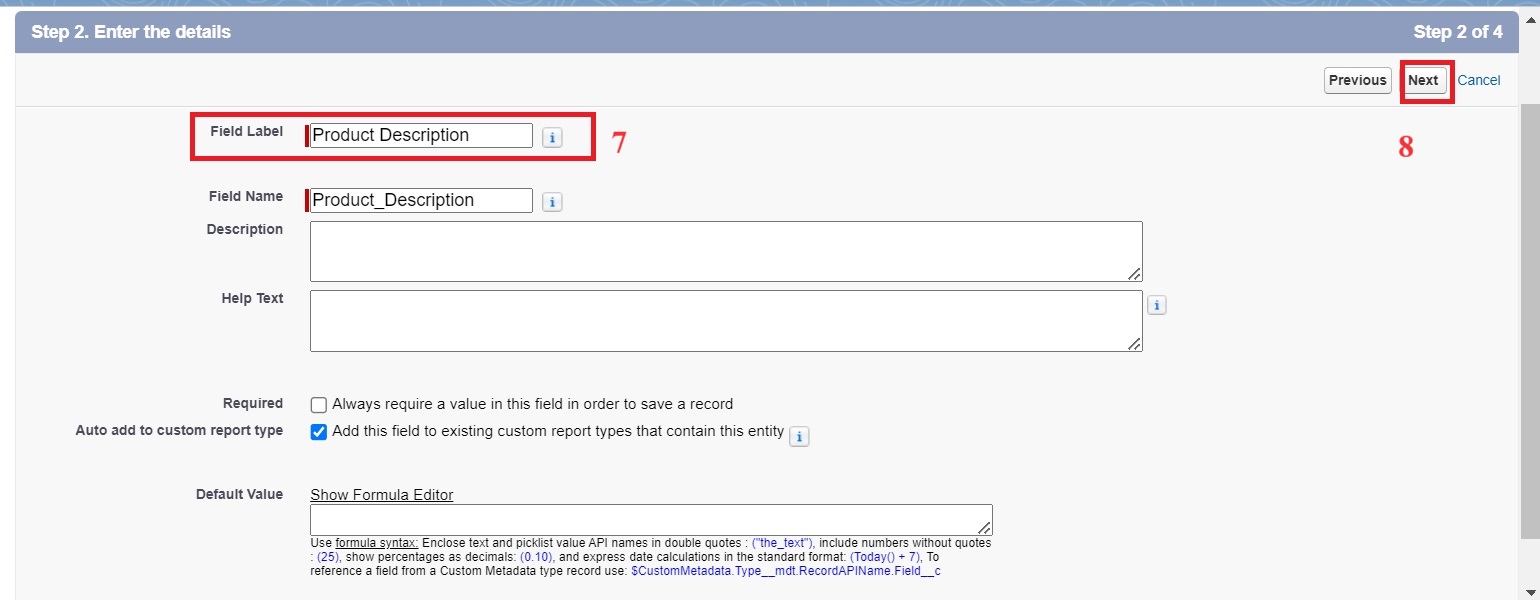 Step 2. Enter the details Step 2 of 4
Previous Next Cancel
Field Label Product Description i 7
8
Field Name Product_Description i
Description
Help Text i
Required Always require a value in this field in order to save a record
Auto add to custom report type Add this field to existing custom report types that contain this entity i
Default Value Show Formula Editor
Use formula syntax: Enclose text and picklist value API names in double quotes : ("the_text"), include numbers without quotes
: (25), show percentages as decimals: (0.10), and express date calculations in the standard format: (Today() + 7), To
reference a field from a Custom Metadata type record use: $CustomMetadata.Type__mdt.RecordAPIName.Field__c